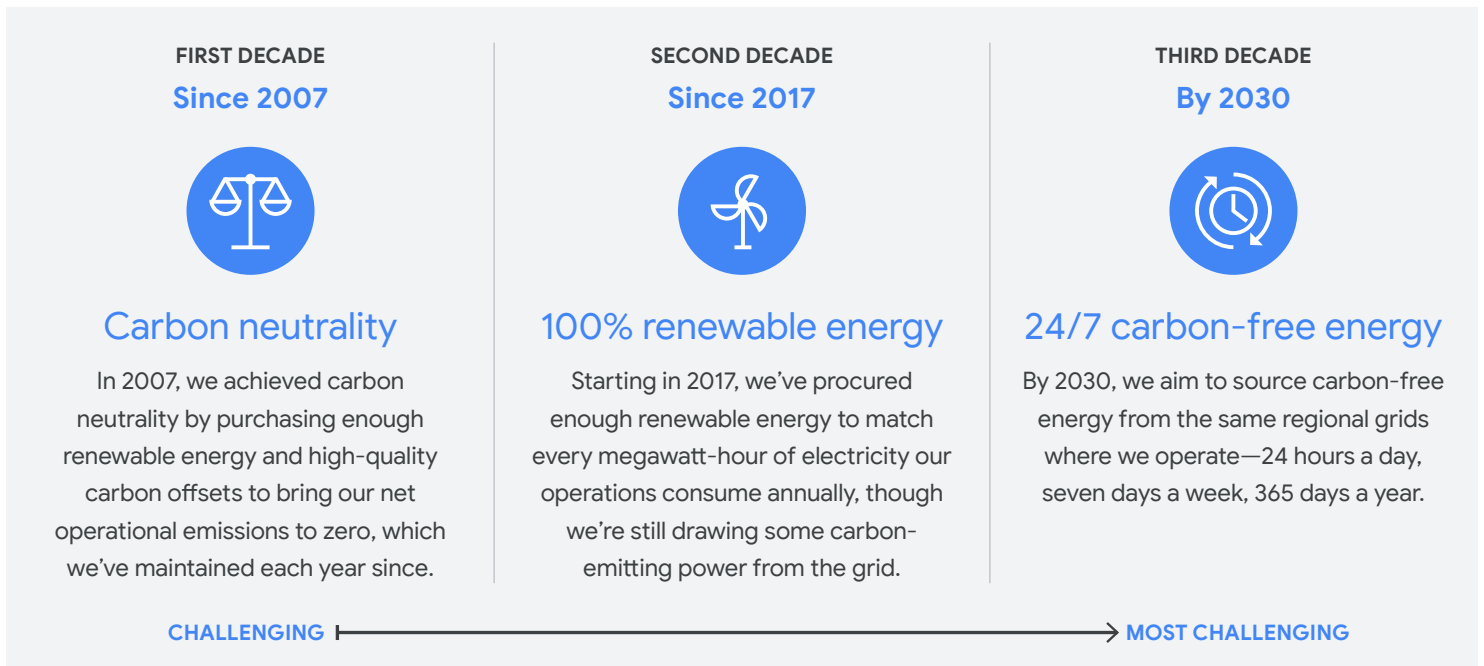 FIRST DECADE
Since 2007
Carbon neutrality
In 2007, we achieved carbon
neutrality by purchasing enough
renewable energy and high-quality
carbon offsets to bring our net
operational emissions to zero, which
we’ve maintained each year since.
SECOND DECADE
Since 2017
100% renewable energy
Starting in 2017, we’ve procured
enough renewable energy to match
every megawatt-hour of electricity our
operations consume annually, though
we’re still drawing some carbon-
emitting power from the grid.
THIRD DECADE
By 2030
24/7 carbon-free energy
By 2030, we aim to source carbon-free
energy from the same regional grids
where we operate—24 hours a day,
seven days a week, 365 days a year.
CHALLENGING
MOST CHALLENGING